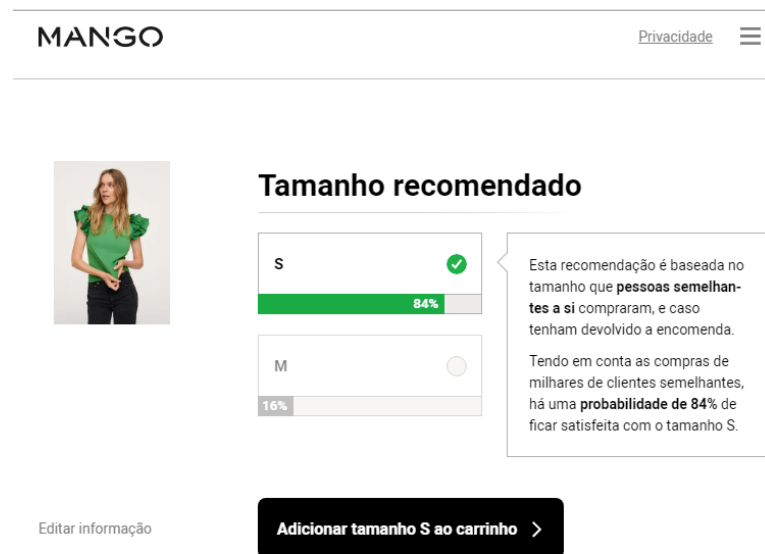 MANGO
Privacidade
Tamanho recomendado
S
84%
M
16%
Esta recomendação é baseada no
tamanho que pessoas semelhan-
tes a si compraram, e caso
tenham devolvido a encomenda.
Tendo em conta as compras de
milhares de clientes semelhantes,
há uma probabilidade de 84% de
ficar satisfeita com o tamanho S.
Editar informação
Adicionar tamanho S ao carrinho